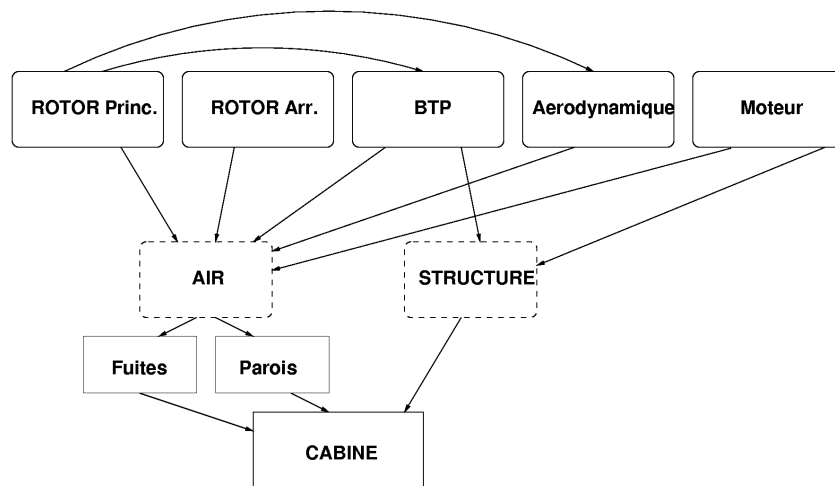 ROTOR Princ.
ROTOR Arr.
BTP
Aerodynamique
Moteur
AIR
STRUCTURE
Fuites
Parois
CABINE